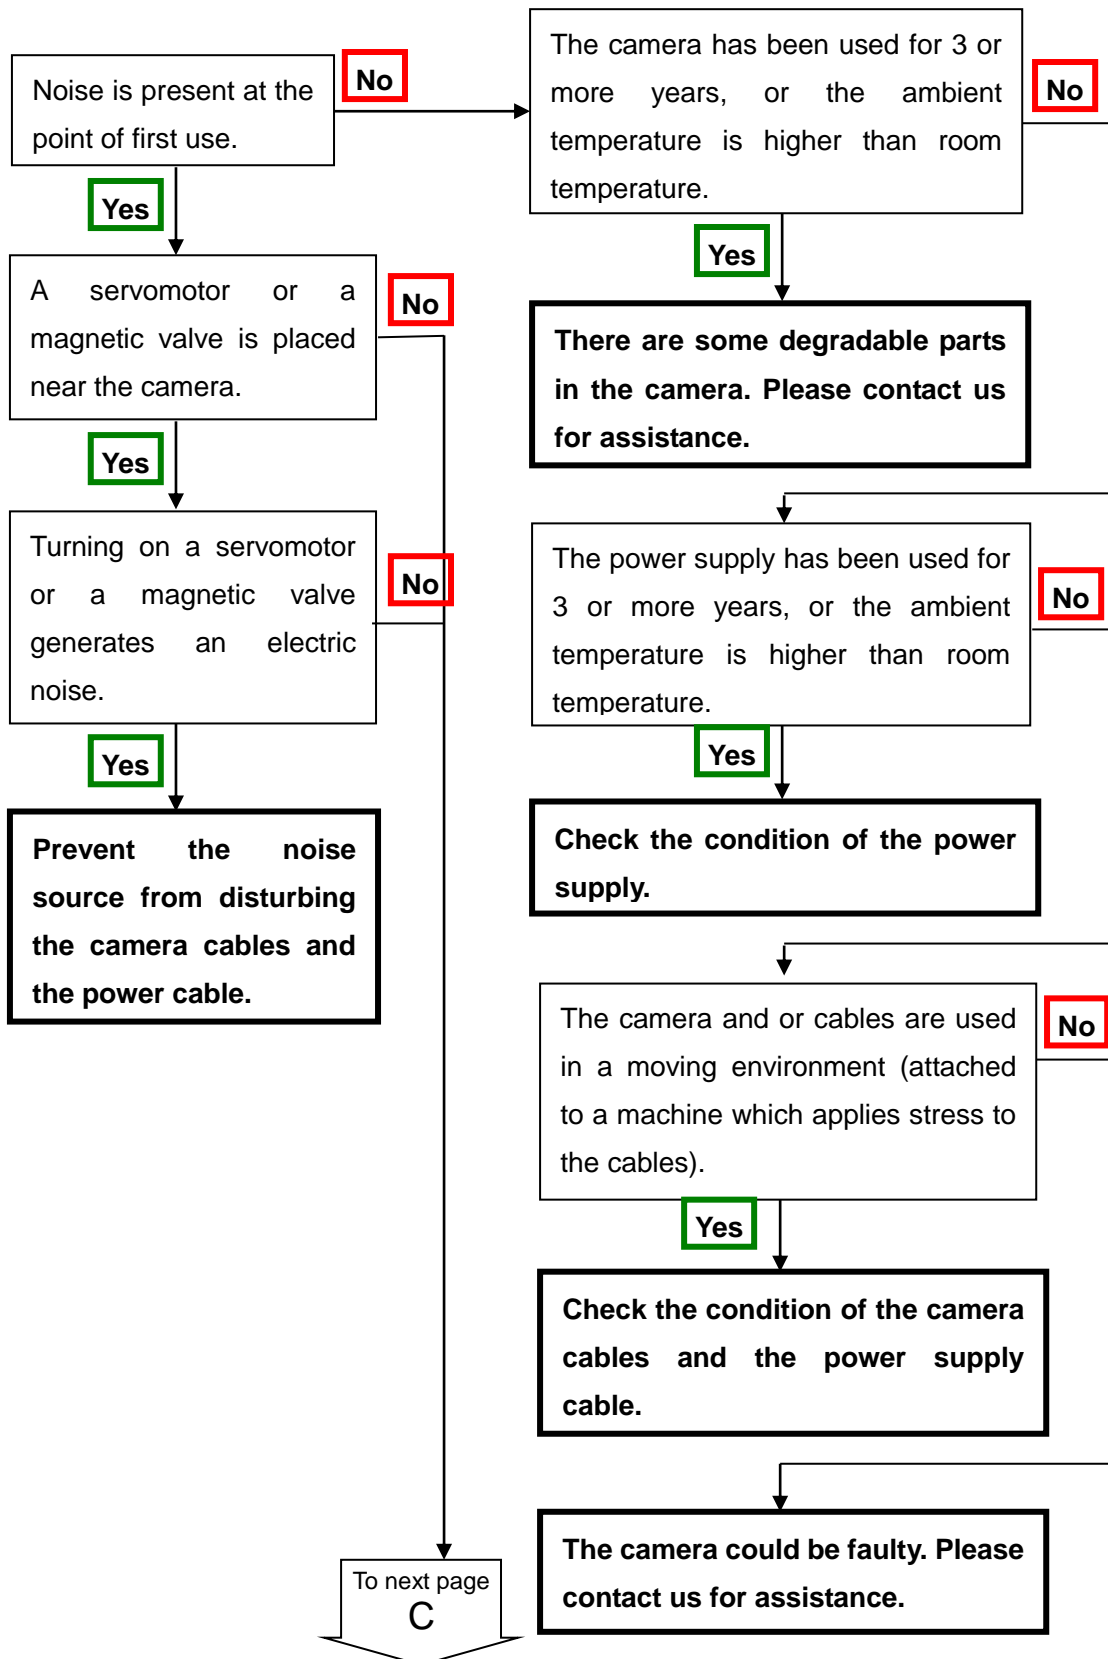 Noise is present at the
point of first use.
No
Yes
A servomotor or a
magnetic valve is placed
near the camera.
No
Yes
Turning on a servomotor
or a magnetic valve
generates an electric
noise.
No
Yes
Prevent the noise
source from disturbing
the camera cables and
the power cable.
To next page
C
The camera has been used for 3 or
more years, or the ambient
temperature is higher than room
temperature.
No
Yes
There are some degradable parts
in the camera. Please contact us
for assistance.
The power supply has been used for
3 or more years, or the ambient
temperature is higher than room
temperature.
No
Yes
Check the condition of the power
supply.
The camera and or cables are used
in a moving environment (attached
to a machine which applies stress to
the cables).
No
Yes
Check the condition of the camera
cables and the power supply
cable.
The camera could be faulty. Please
contact us for assistance.